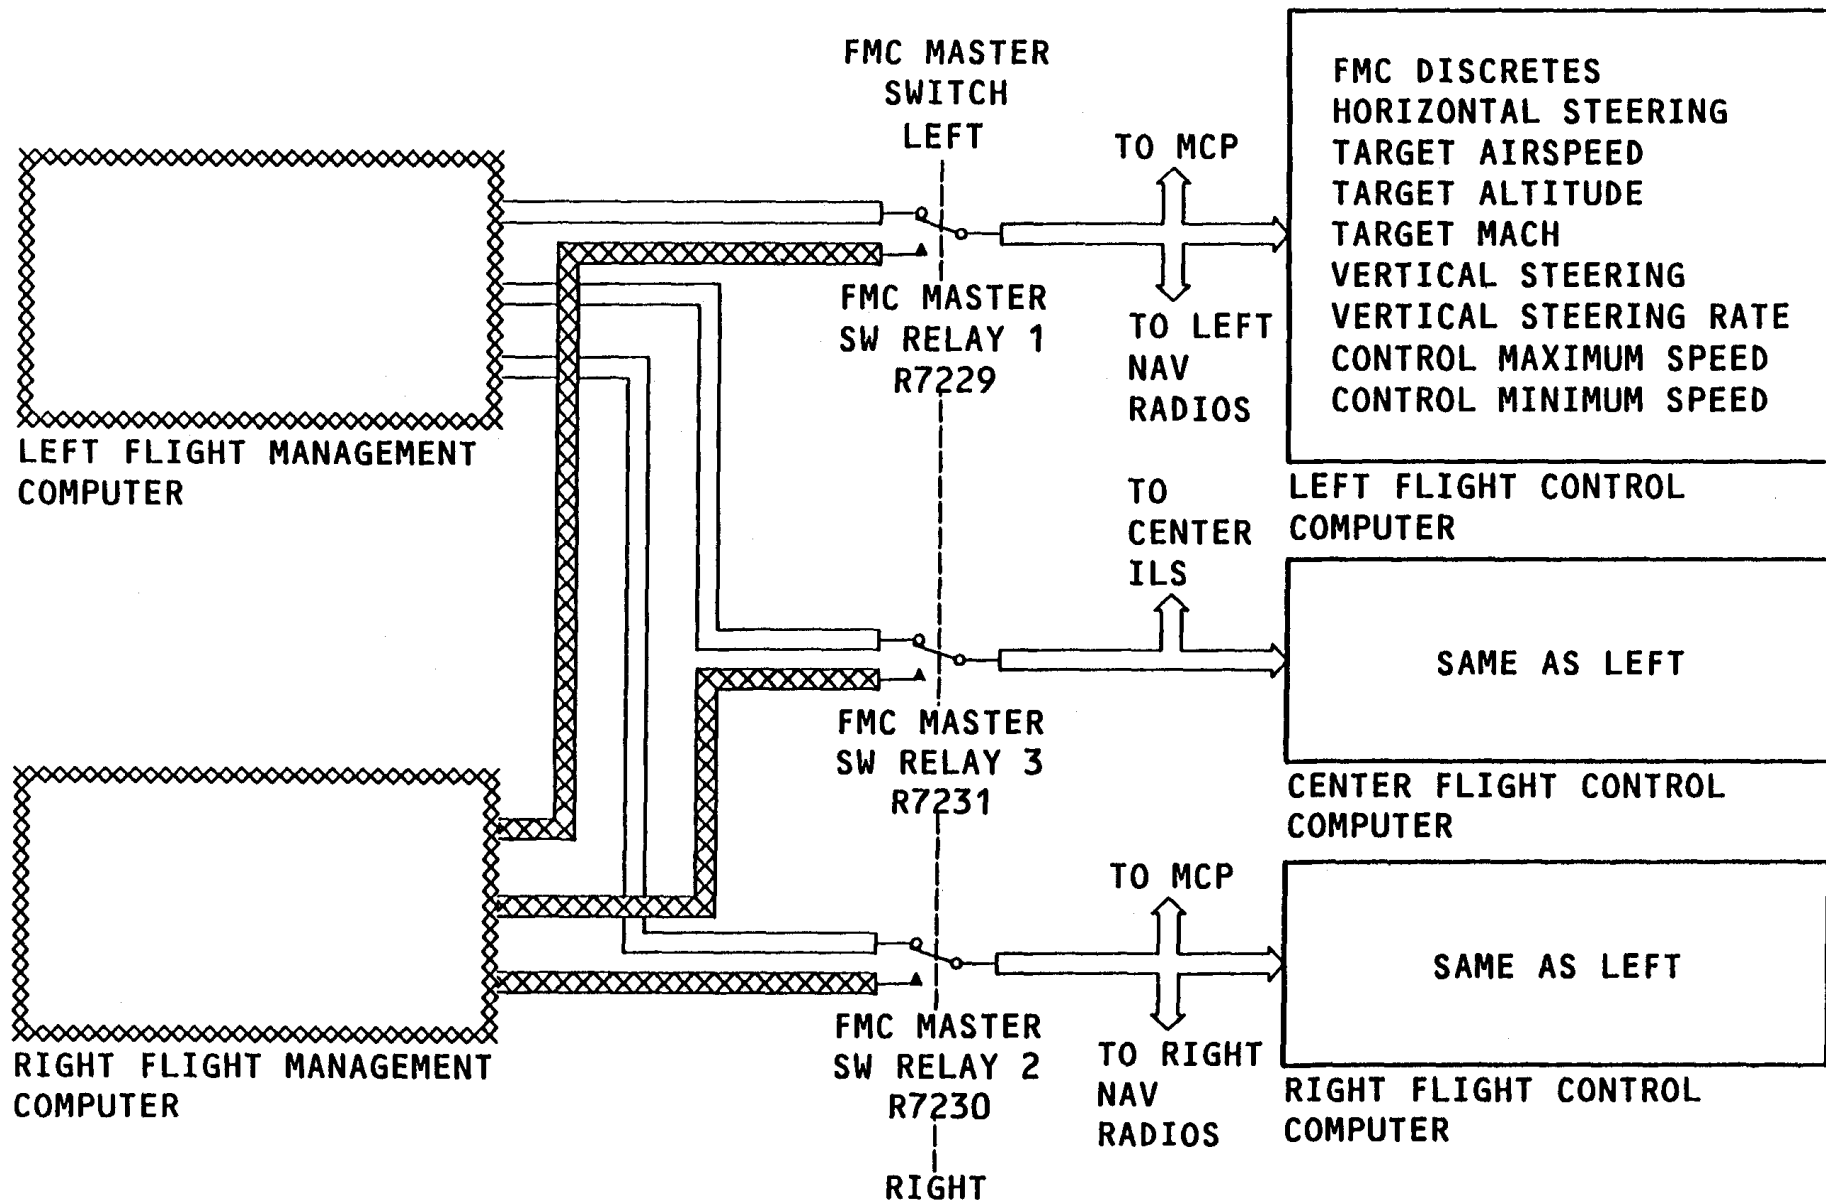 FMC MASTER
SWITCH
LEFT
TO MCP
FMC DISCRETES
HORIZONTAL STEERING
TARGET AIRSPEED
TARGET ALTITUDE
TARGET MACH
VERTICAL STEERING
VERTICAL STEERING RATE
CONTROL MAXIMUM SPEED
CONTROL MINIMUM SPEED
FMC MASTER
SW RELAY 1
R7229
TO LEFT
NAV
RADIOS
LEFT FLIGHT MANAGEMENT
COMPUTER
LEFT FLIGHT CONTROL
COMPUTER
TO
CENTER
ILS
SAME AS LEFT
FMC MASTER
SW RELAY 3
R7231
CENTER FLIGHT CONTROL
COMPUTER
TO MCP
SAME AS LEFT
RIGHT FLIGHT MANAGEMENT
COMPUTER
FMC MASTER
SW RELAY 2
R7230
TO RIGHT
NAV
RADIOS
RIGHT FLIGHT CONTROL
COMPUTER
RIGHT